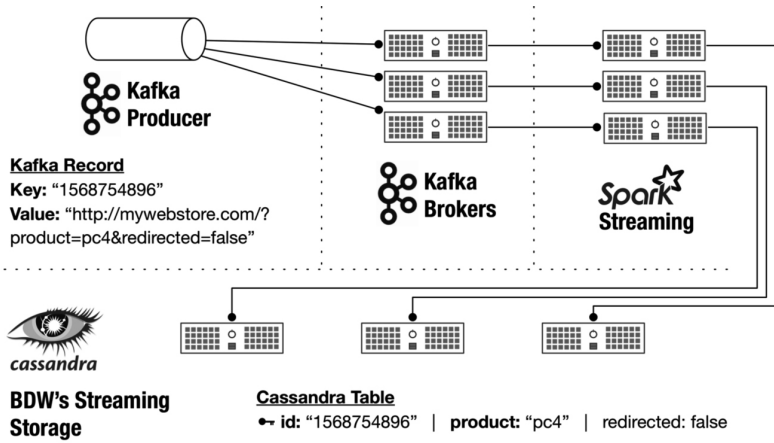 Kafka
Producer
Kafka Record
Key: “1568754896”
Value: “http://mywebstore.com/?
product=pc4&redirected=false”
Kafka
Brokers
Spark
Streaming
cassandra
BDW's Streaming
Storage
Cassandra Table
id: “1568754896” | product: “pc4” | redirected: false